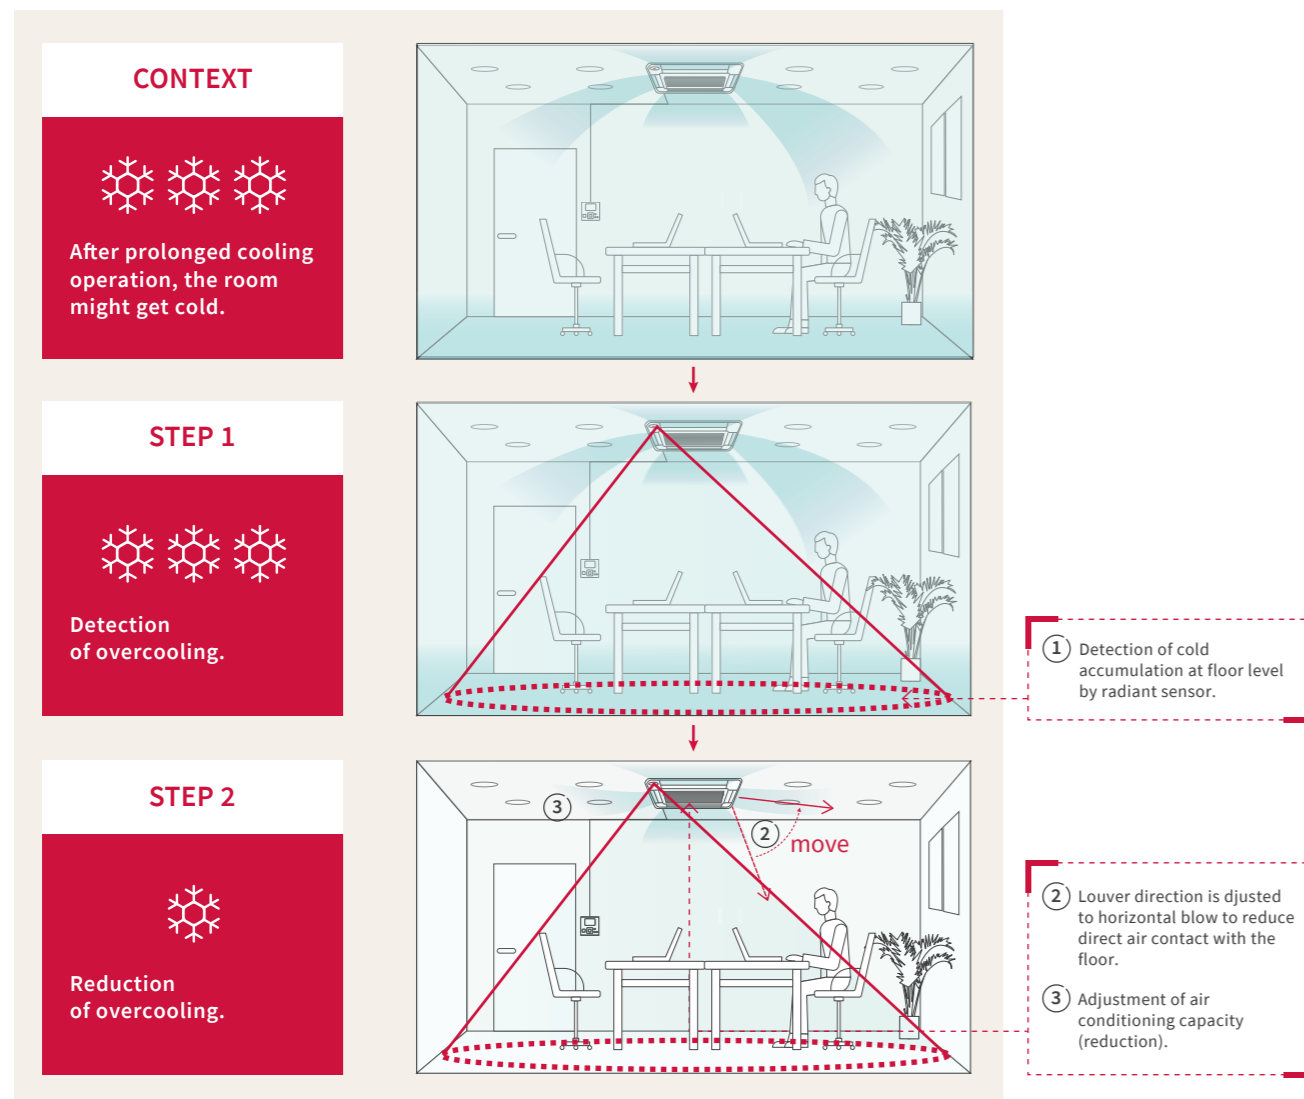 CONTEXT
After prolonged cooling
operation, the room
might get cold.
STEP 1
Detection
of overcooling.
1 Detection of cold
accumulation at floor level
by radiant sensor.
STEP 2
Reduction
of overcooling.
3
2
move
2 Louver direction is djusted
to horizontal blow to reduce
direct air contact with the
floor.
3 Adjustment of air
conditioning capacity
(reduction).